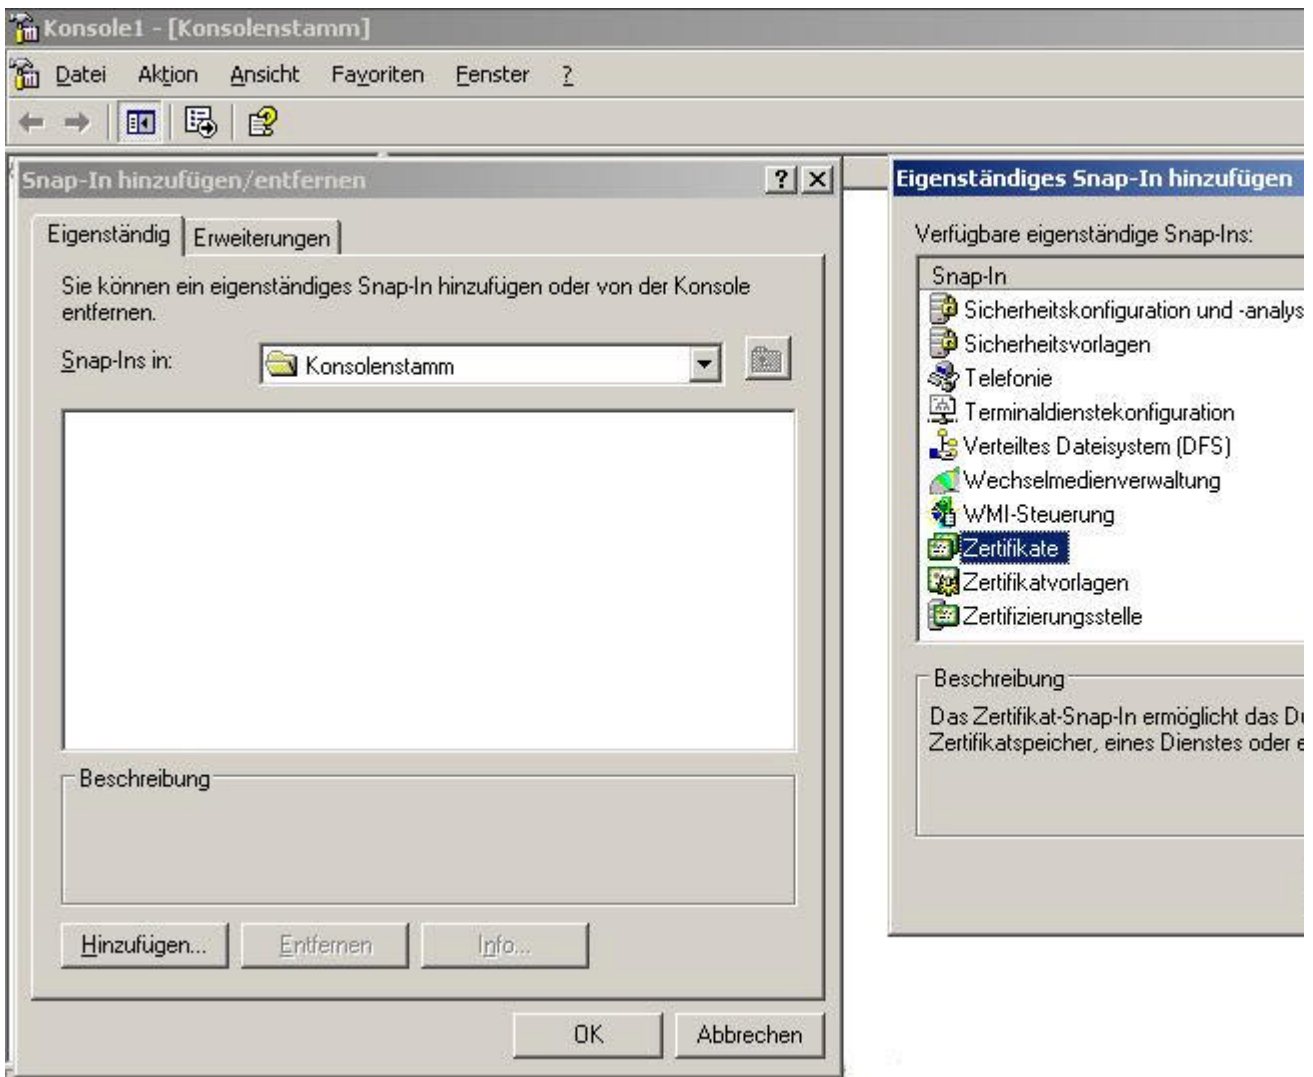 Konsole1 - [Konsolenstamm]
Datei Aktion Ansicht Favoriten Fenster ?
Snap-In hinzufügen/entfernen
Eigenständig Erweiterungen
Sie können ein eigenständiges Snap-In hinzufügen oder von der Konsole
entfernen.
Snap-Ins in: Konsolenstamm
Beschreibung
Hinzufügen... Entfernen Info...
OK Abbrechen
Eigenständiges Snap-In hinzufügen
Verfügbare eigenständige Snap-Ins:
Snap-In
Sicherheitskonfiguration und -analys
Sicherheitsvorlagen
Telefonie
Terminaldienstekonfiguration
Verteiltes Dateisystem (DFS)
Wechselmedienverwaltung
WMI-Steuerung
Zertifikate
Zertifikatvorlagen
Zertifizierungsstelle
Beschreibung
Das Zertifikat-Snap-In ermöglicht das Du
Zertifikatspeicher, eines Dienstes oder e